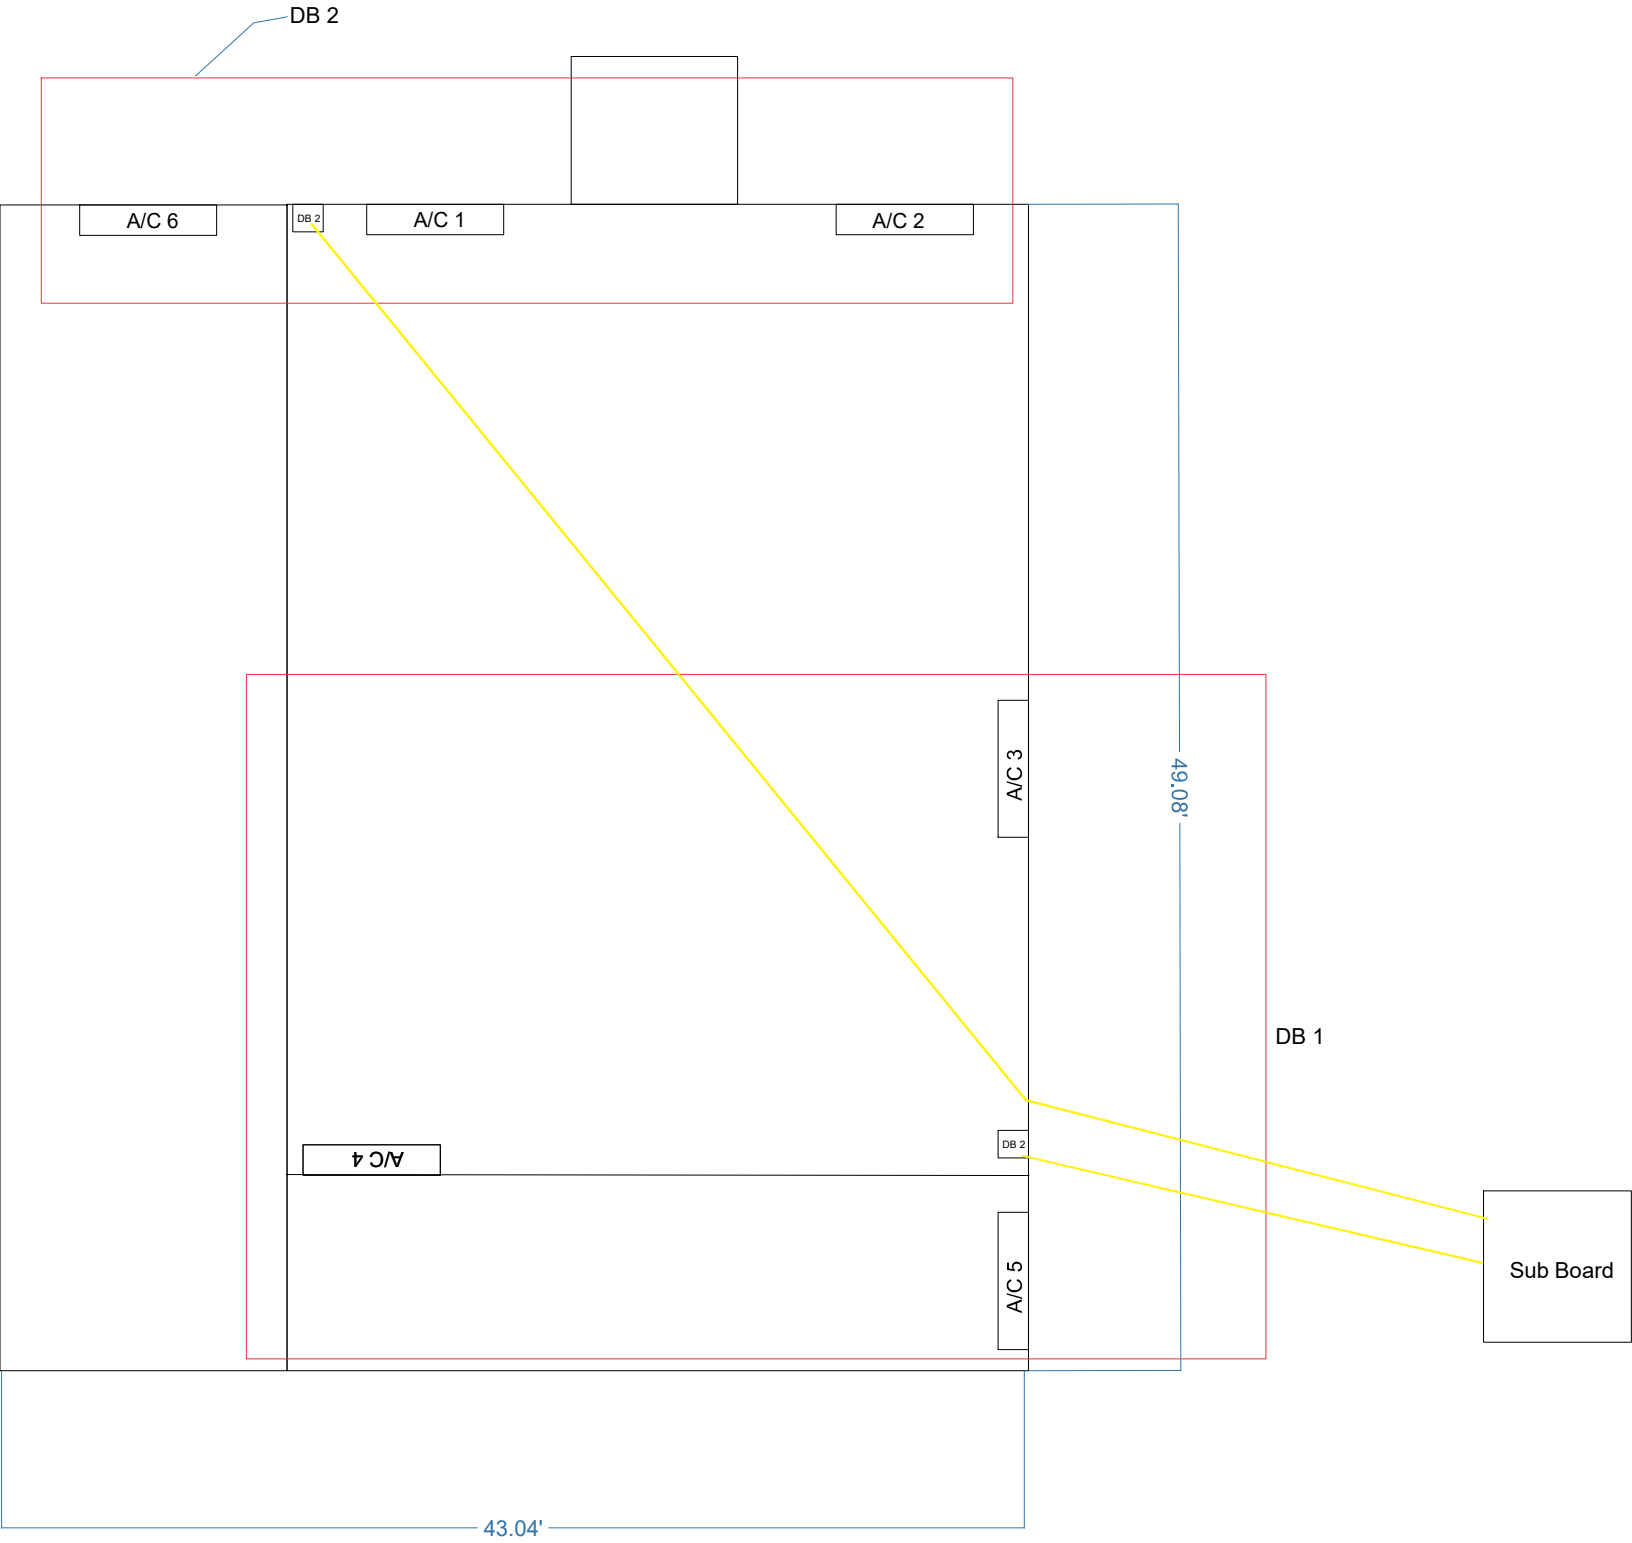 DB 2
A/C 6
DB 2
A/C 1
A/C 2
A/C 3
49.08'
DB 1
A/C 4
DB 2
A/C 5
Sub Board
43.04'